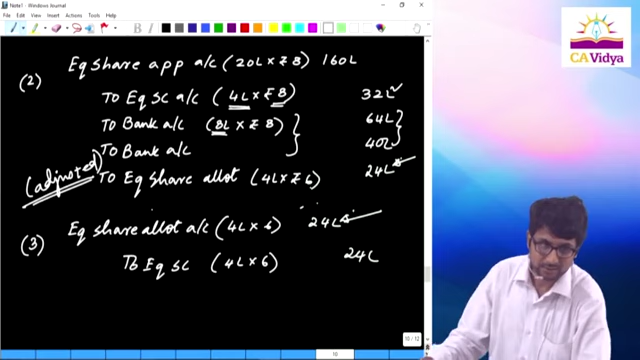 Note1 - Windows Journal
File Edit View Insert Actions Tools Help
CA Vidya
(2) Eq Share app a/c (20L x ₹ 8) 160L
To Eq SC a/c (4L x ₹ 8) 32L
To Bank a/c (8L x ₹ 8) 64L
To Bank a/c 40L
(adjusted) To Eq Share allot (4L x ₹ 6) 24L
(3) Eq share allot a/c (4L x 6) 24L
To Eq SC (4L x 6) 24L
10 / 12
10